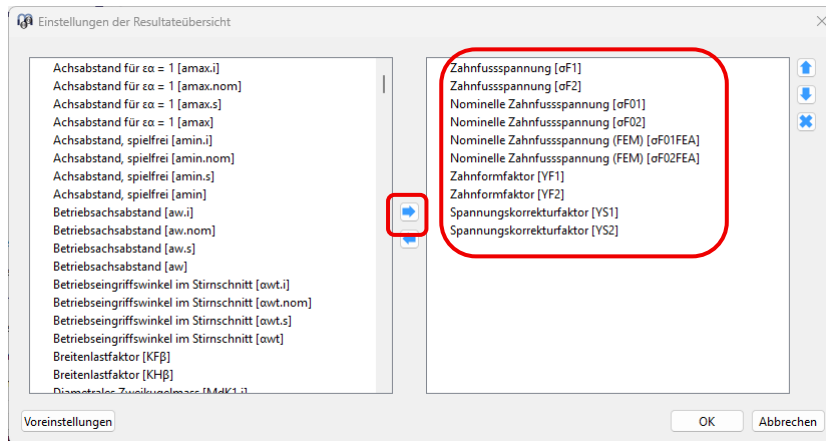 Einstellungen der Resultateübersicht
Achsabstand für εα = 1 [amax.i]
Achsabstand für εα = 1 [amax.nom]
Achsabstand für εα = 1 [amax.s]
Achsabstand für εα = 1 [amax]
Achsabstand, spielfrei [amin.i]
Achsabstand, spielfrei [amin.nom]
Achsabstand, spielfrei [amin.s]
Achsabstand, spielfrei [amin]
Betriebsachsabstand [aw.i]
Betriebsachsabstand [aw.nom]
Betriebsachsabstand [aw.s]
Betriebsachsabstand [aw]
Betriebseingriffswinkel im Stirnschnitt [αwt.i]
Betriebseingriffswinkel im Stirnschnitt [αwt.nom]
Betriebseingriffswinkel im Stirnschnitt [αwt.s]
Betriebseingriffswinkel im Stirnschnitt [αwt]
Breitenlastfaktor [KFβ]
Breitenlastfaktor [KHβ]
Diametrales Zweikugelmass [MdK1.i]
Zahnfussspannung [σF1]
Zahnfussspannung [σF2]
Nominelle Zahnfussspannung [σF01]
Nominelle Zahnfussspannung [σF02]
Nominelle Zahnfussspannung (FEM) [σF01FEA]
Nominelle Zahnfussspannung (FEM) [σF02FEA]
Zahnformfaktor [YF1]
Zahnformfaktor [YF2]
Spannungskorrekturfaktor [YS1]
Spannungskorrekturfaktor [YS2]
Voreinstellungen
OK
Abbrechen